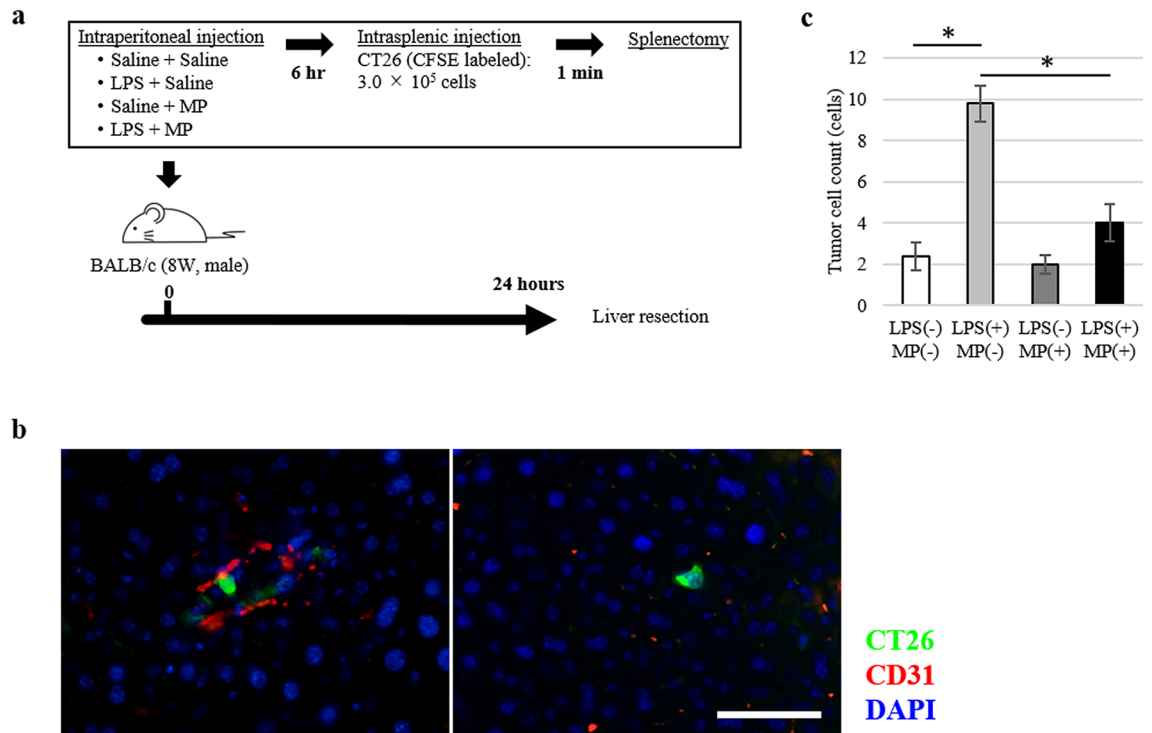 a
Intraperitoneal injection
• Saline + Saline
• LPS + Saline
• Saline + MP
• LPS + MP
6 hr
Intrasplenic injection
CT26 (CFSE labeled):
3.0 × 10⁵ cells
1 min
Splenectomy
BALB/c (8W, male)
0
24 hours
Liver resection
c
*
*
Tumor cell count (cells)
12
10
8
6
4
2
0
LPS(-)
MP(-)
LPS(+)
MP(-)
LPS(-)
MP(+)
LPS(+)
MP(+)
b
CT26
CD31
DAPI